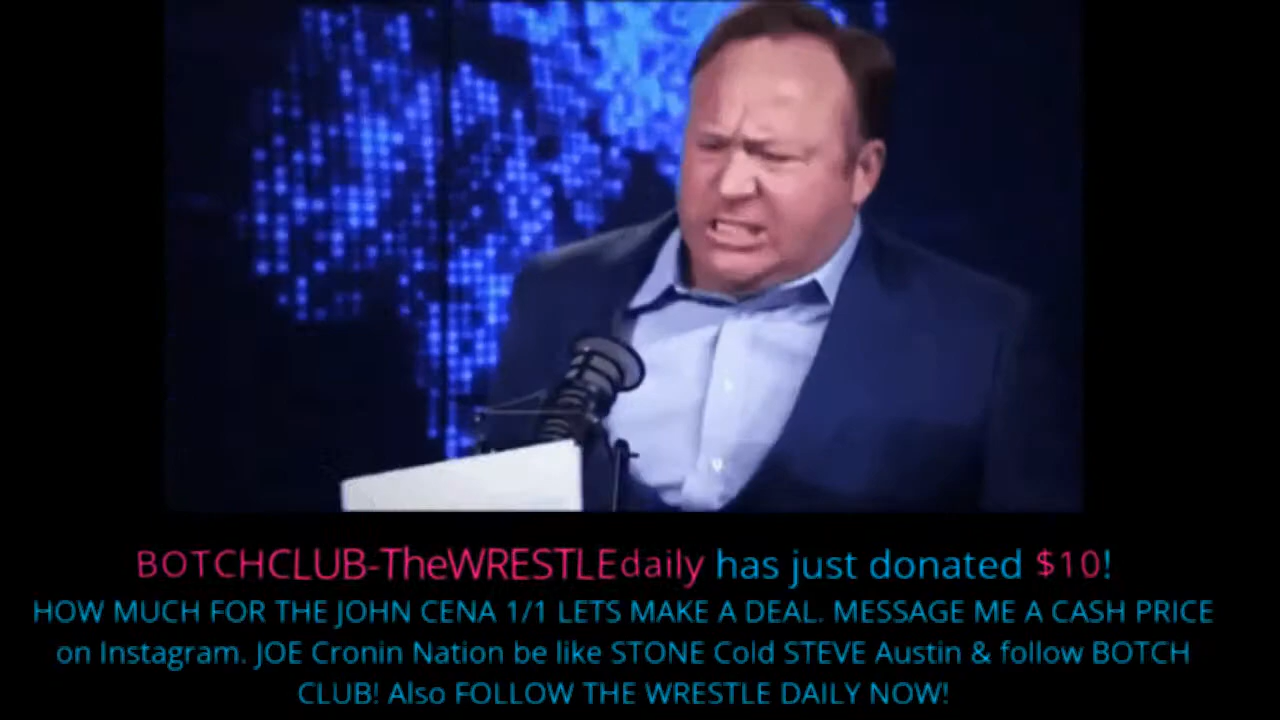 BOTCHCLUB-TheWRESTLEdaily has just donated $10!
HOW MUCH FOR THE JOHN CENA 1/1 LETS MAKE A DEAL. MESSAGE ME A CASH PRICE
on Instagram. JOE Cronin Nation be like STONE Cold STEVE Austin & follow BOTCH
CLUB! Also FOLLOW THE WRESTLE DAILY NOW!